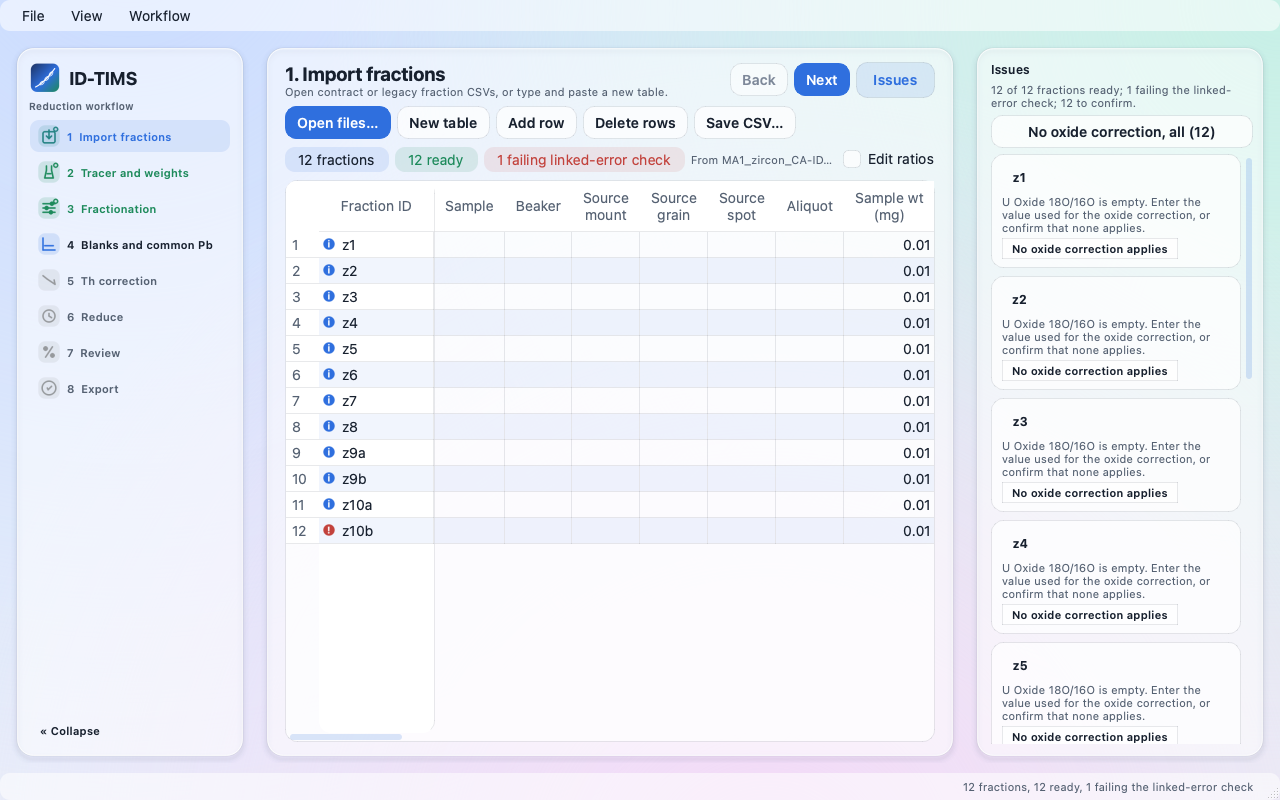 File View Workflow
ID-TIMS
Reduction workflow
1 Import fractions
2 Tracer and weights
3 Fractionation
4 Blanks and common Pb
5 Th correction
6 Reduce
7 Review
8 Export
« Collapse
1. Import fractions
Open contract or legacy fraction CSVs, or type and paste a new table.
Back Next Issues
Open files... New table Add row Delete rows Save CSV...
12 fractions 12 ready 1 failing linked-error check From MA1_zircon_CA-ID... Edit ratios
Fraction ID Sample Beaker Source mount Source grain Source spot Aliquot Sample wt (mg)
1 z1 0.01
2 z2 0.01
3 z3 0.01
4 z4 0.01
5 z5 0.01
6 z6 0.01
7 z7 0.01
8 z8 0.01
9 z9a 0.01
10 z9b 0.01
11 z10a 0.01
12 z10b 0.01
Issues
12 of 12 fractions ready; 1 failing the linked-
error check; 12 to confirm.
No oxide correction, all (12)
z1
U Oxide 18O/16O is empty. Enter the
value used for the oxide correction, or
confirm that none applies.
No oxide correction applies
z2
U Oxide 18O/16O is empty. Enter the
value used for the oxide correction, or
confirm that none applies.
No oxide correction applies
z3
U Oxide 18O/16O is empty. Enter the
value used for the oxide correction, or
confirm that none applies.
No oxide correction applies
z4
U Oxide 18O/16O is empty. Enter the
value used for the oxide correction, or
confirm that none applies.
No oxide correction applies
z5
U Oxide 18O/16O is empty. Enter the
value used for the oxide correction, or
confirm that none applies.
No oxide correction applies
12 fractions, 12 ready, 1 failing the linked-error check